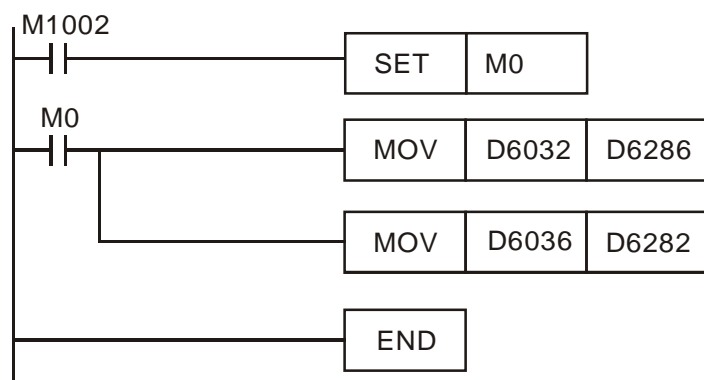 M1002
SET M0
M0
MOV D6032 D6286
MOV D6036 D6282
END